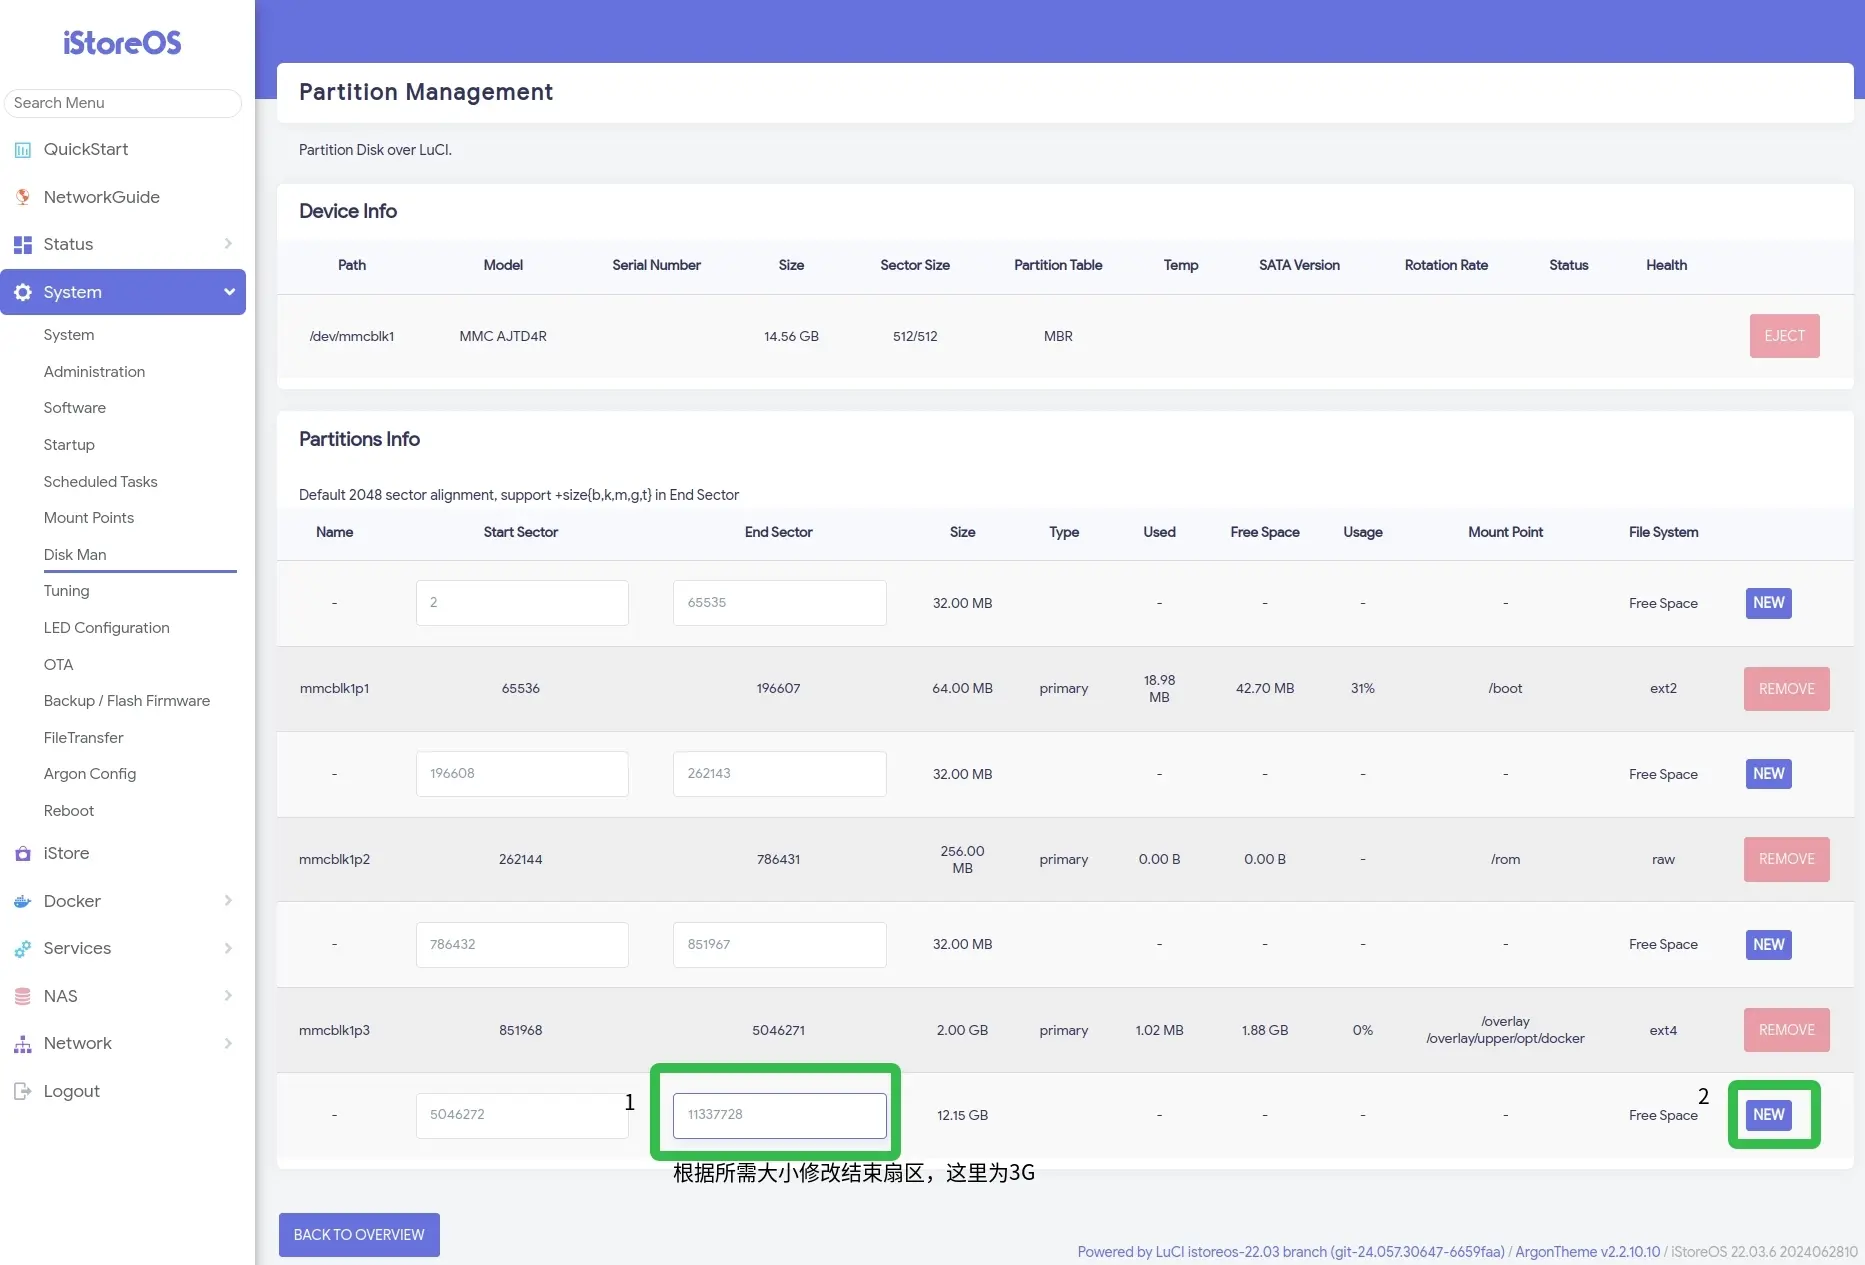 iStoreOS
Search Menu
QuickStart
NetworkGuide
Status
System
System
Administration
Software
Startup
Scheduled Tasks
Mount Points
Disk Man
Tuning
LED Configuration
OTA
Backup / Flash Firmware
FileTransfer
Argon Config
Reboot
iStore
Docker
Services
NAS
Network
Logout
Partition Management
Partition Disk over LuCI.
Device Info
Path Model Serial Number Size Sector Size Partition Table Temp SATA Version Rotation Rate Status Health
/dev/mmcblk1 MMC AJTD4R 14.56 GB 512/512 MBR EJECT
Partitions Info
Default 2048 sector alignment, support +size{b,k,m,g,t} in End Sector
Name Start Sector End Sector Size Type Used Free Space Usage Mount Point File System
- 2 65535 32.00 MB - - - - Free Space NEW
mmcblk1p1 65536 196607 64.00 MB primary 18.98 MB 42.70 MB 31% /boot ext2 REMOVE
- 196608 262143 32.00 MB - - - - Free Space NEW
mmcblk1p2 262144 786431 256.00 MB primary 0.00 B 0.00 B - /rom raw REMOVE
- 786432 851967 32.00 MB - - - - Free Space NEW
mmcblk1p3 851968 5046271 2.00 GB primary 1.02 MB 1.88 GB 0% /overlay /overlay/upper/opt/docker ext4 REMOVE
- 5046272 1 11337728 12.15 GB - - - - Free Space 2 NEW
根据所需大小修改结束扇区，这里为3G
BACK TO OVERVIEW
Powered by LuCI istoreos-22.03 branch (git-24.057.30647-6659faa) / ArgonTheme v2.2.10.10 / iStoreOS 22.03.6 2024062810